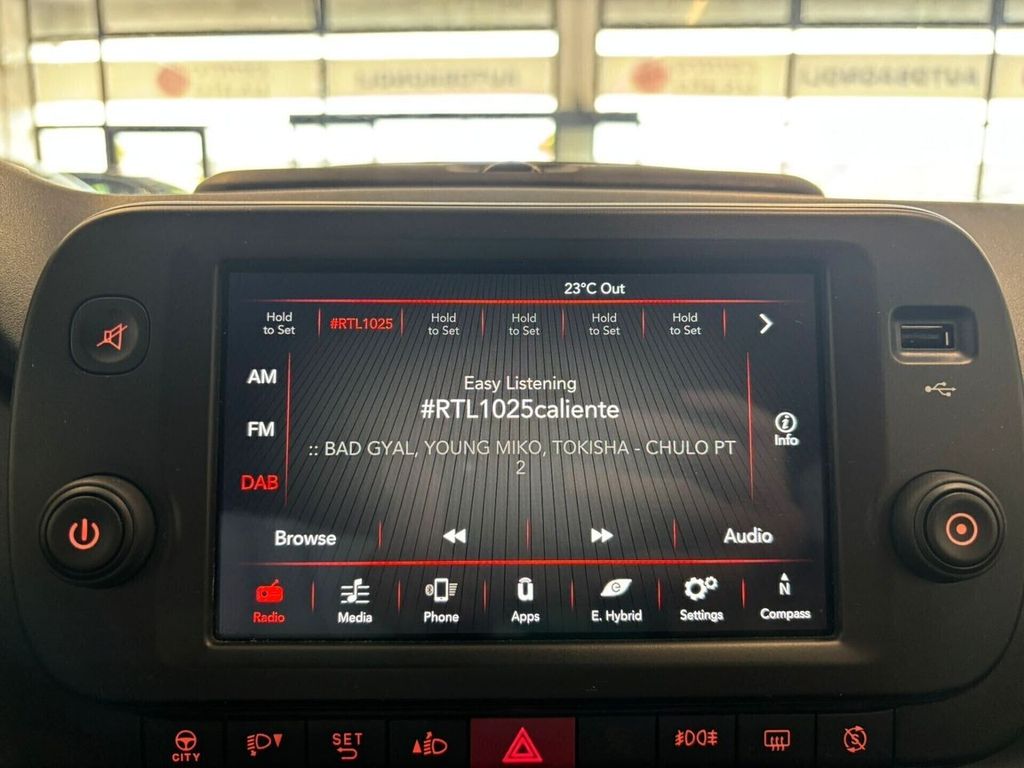 23°C Out
Hold
to Set
#RTL1025
Hold
to Set
Hold
to Set
Hold
to Set
Hold
to Set
AM
FM
DAB
Easy Listening
#RTL1025caliente
:: BAD GYAL, YOUNG MIKO, TOKISHA - CHULO PT
2
Info
Browse
Audio
Radio
Media
Phone
Apps
E. Hybrid
Settings
N
Compass
CITY
SET